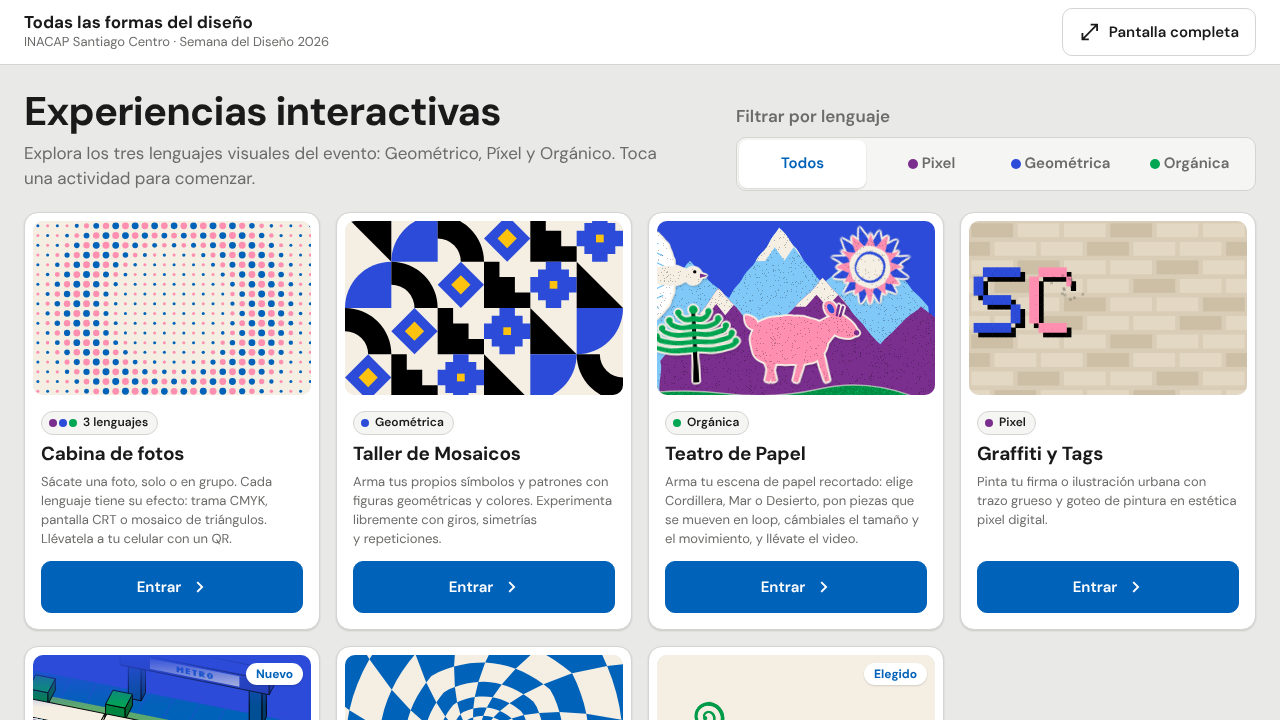 Todas las formas del diseño
INACAP Santiago Centro · Semana del Diseño 2026
Pantalla completa
Experiencias interactivas
Explora los tres lenguajes visuales del evento: Geométrico, Píxel y Orgánico. Toca
una actividad para comenzar.
Filtrar por lenguaje
Todos
Pixel
Geométrica
Orgánica
SC
3 lenguajes
Cabina de fotos
Sácate una foto, solo o en grupo. Cada
lenguaje tiene su efecto: trama CMYK,
pantalla CRT o mosaico de triángulos.
Llévatela a tu celular con un QR.
Entrar
Geométrica
Taller de Mosaicos
Arma tus propios símbolos y patrones con
figuras geométricas y colores. Experimenta
libremente con giros, simetrías
y repeticiones.
Entrar
Orgánica
Teatro de Papel
Arma tu escena de papel recortado: elige
Cordillera, Mar o Desierto, pon piezas que
se mueven en loop, cámbiales el tamaño y
el movimiento, y llévate el video.
Entrar
Pixel
Graffiti y Tags
Pinta tu firma o ilustración urbana con
trazo grueso y goteo de pintura en estética
pixel digital.
Entrar
METRO
Nuevo
Elegido